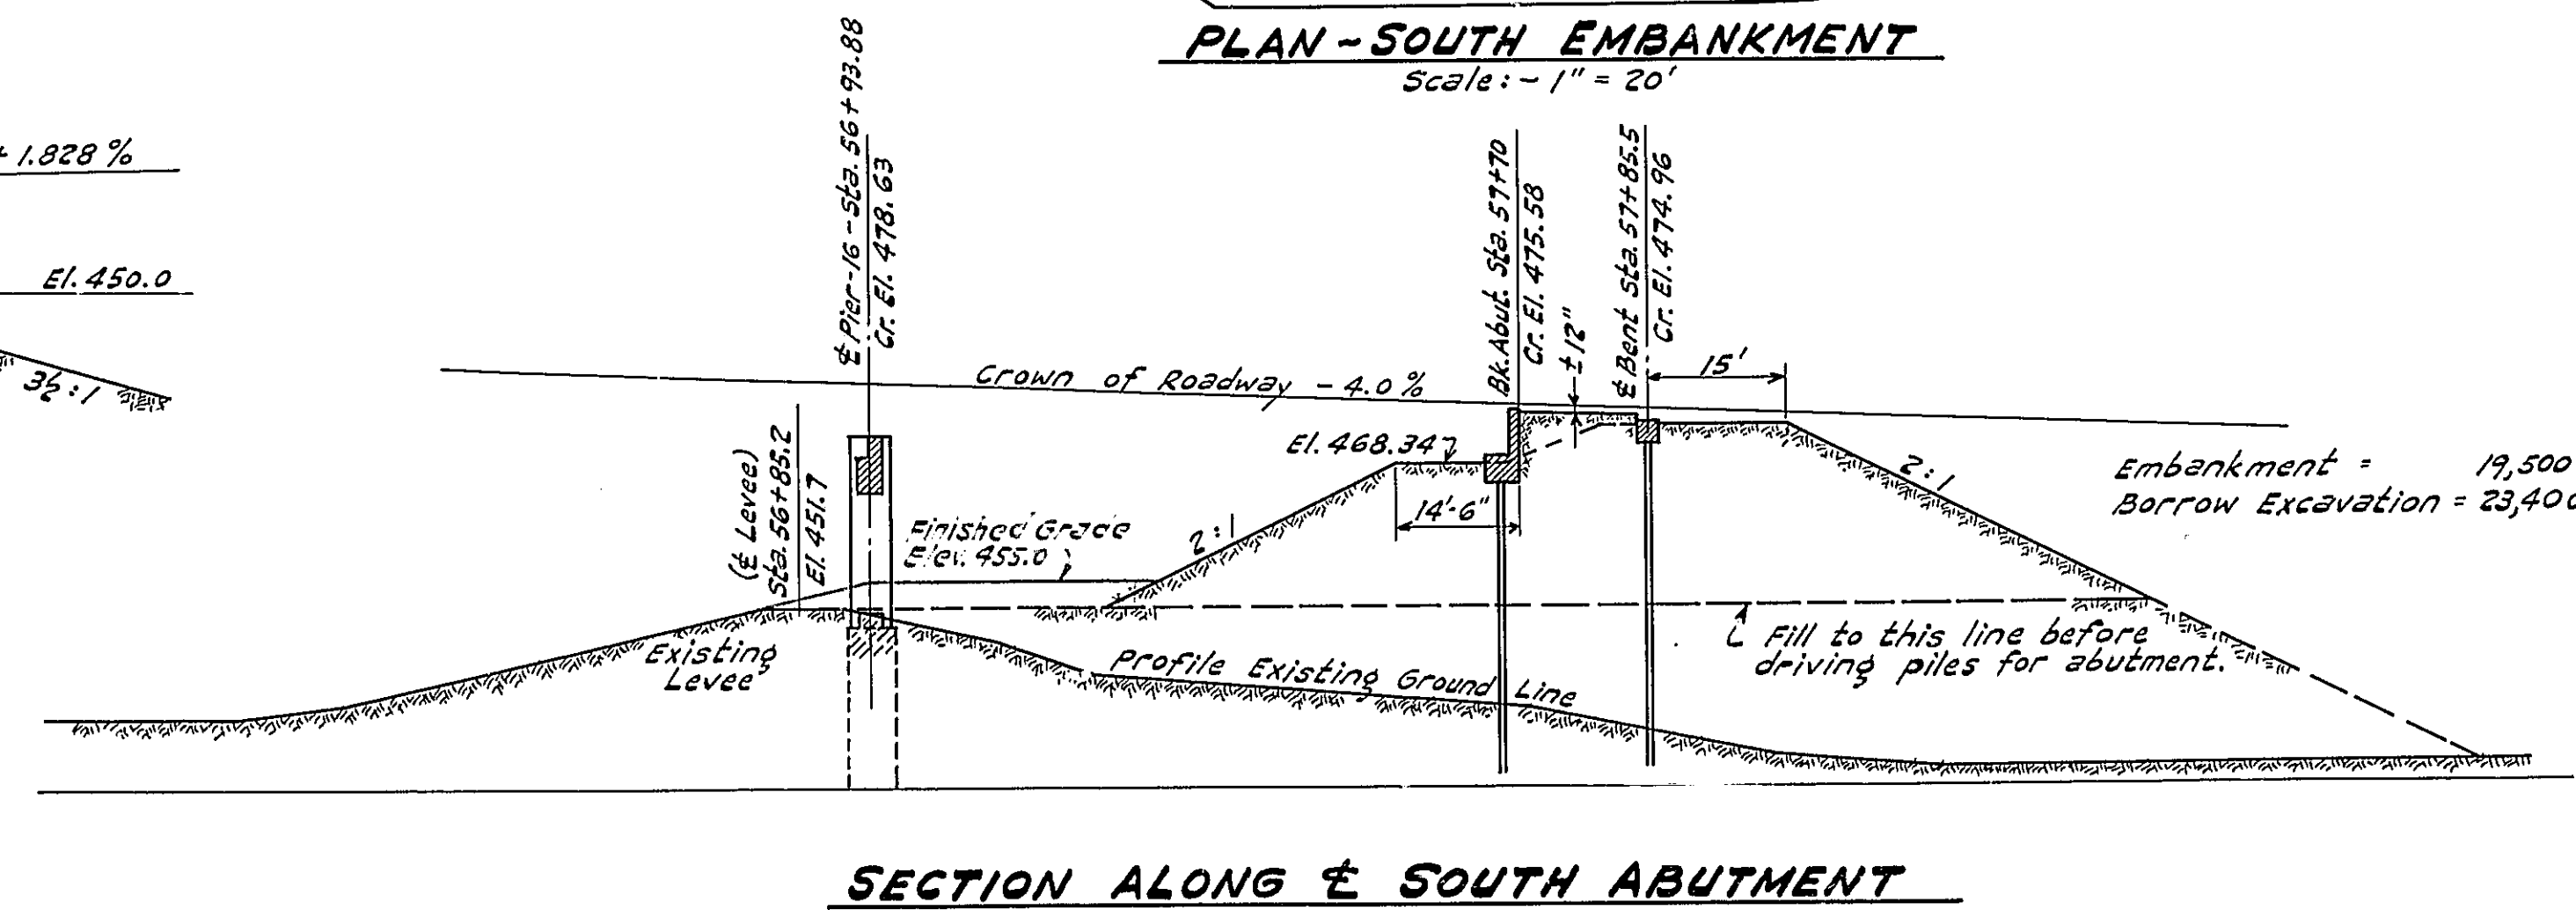 PLAN ~ SOUTH EMBANKMENT
Scale:- 1" = 20'
+ 1.828 %
El. 450.0
3½:1
℄ Pier-16 - Sta. 56+93.88
Cr. El. 478.63
Bk. Abut. Sta. 57+70
Cr. El. 475.58
±12"
℄ Bent Sta. 57+85.5
Cr. El. 474.96
15'
Crown of Roadway - 4.0 %
(℄ Levee)
Sta. 56+85.2
El. 451.7
El. 468.34
14'-6"
2:1
2:1
Finished Grade
Elev. 455.0
Embankment = 19,500
Borrow Excavation = 23,400
Existing
Levee
Profile Existing Ground Line
Fill to this line before
driving piles for abutment.
SECTION ALONG ℄ SOUTH ABUTMENT